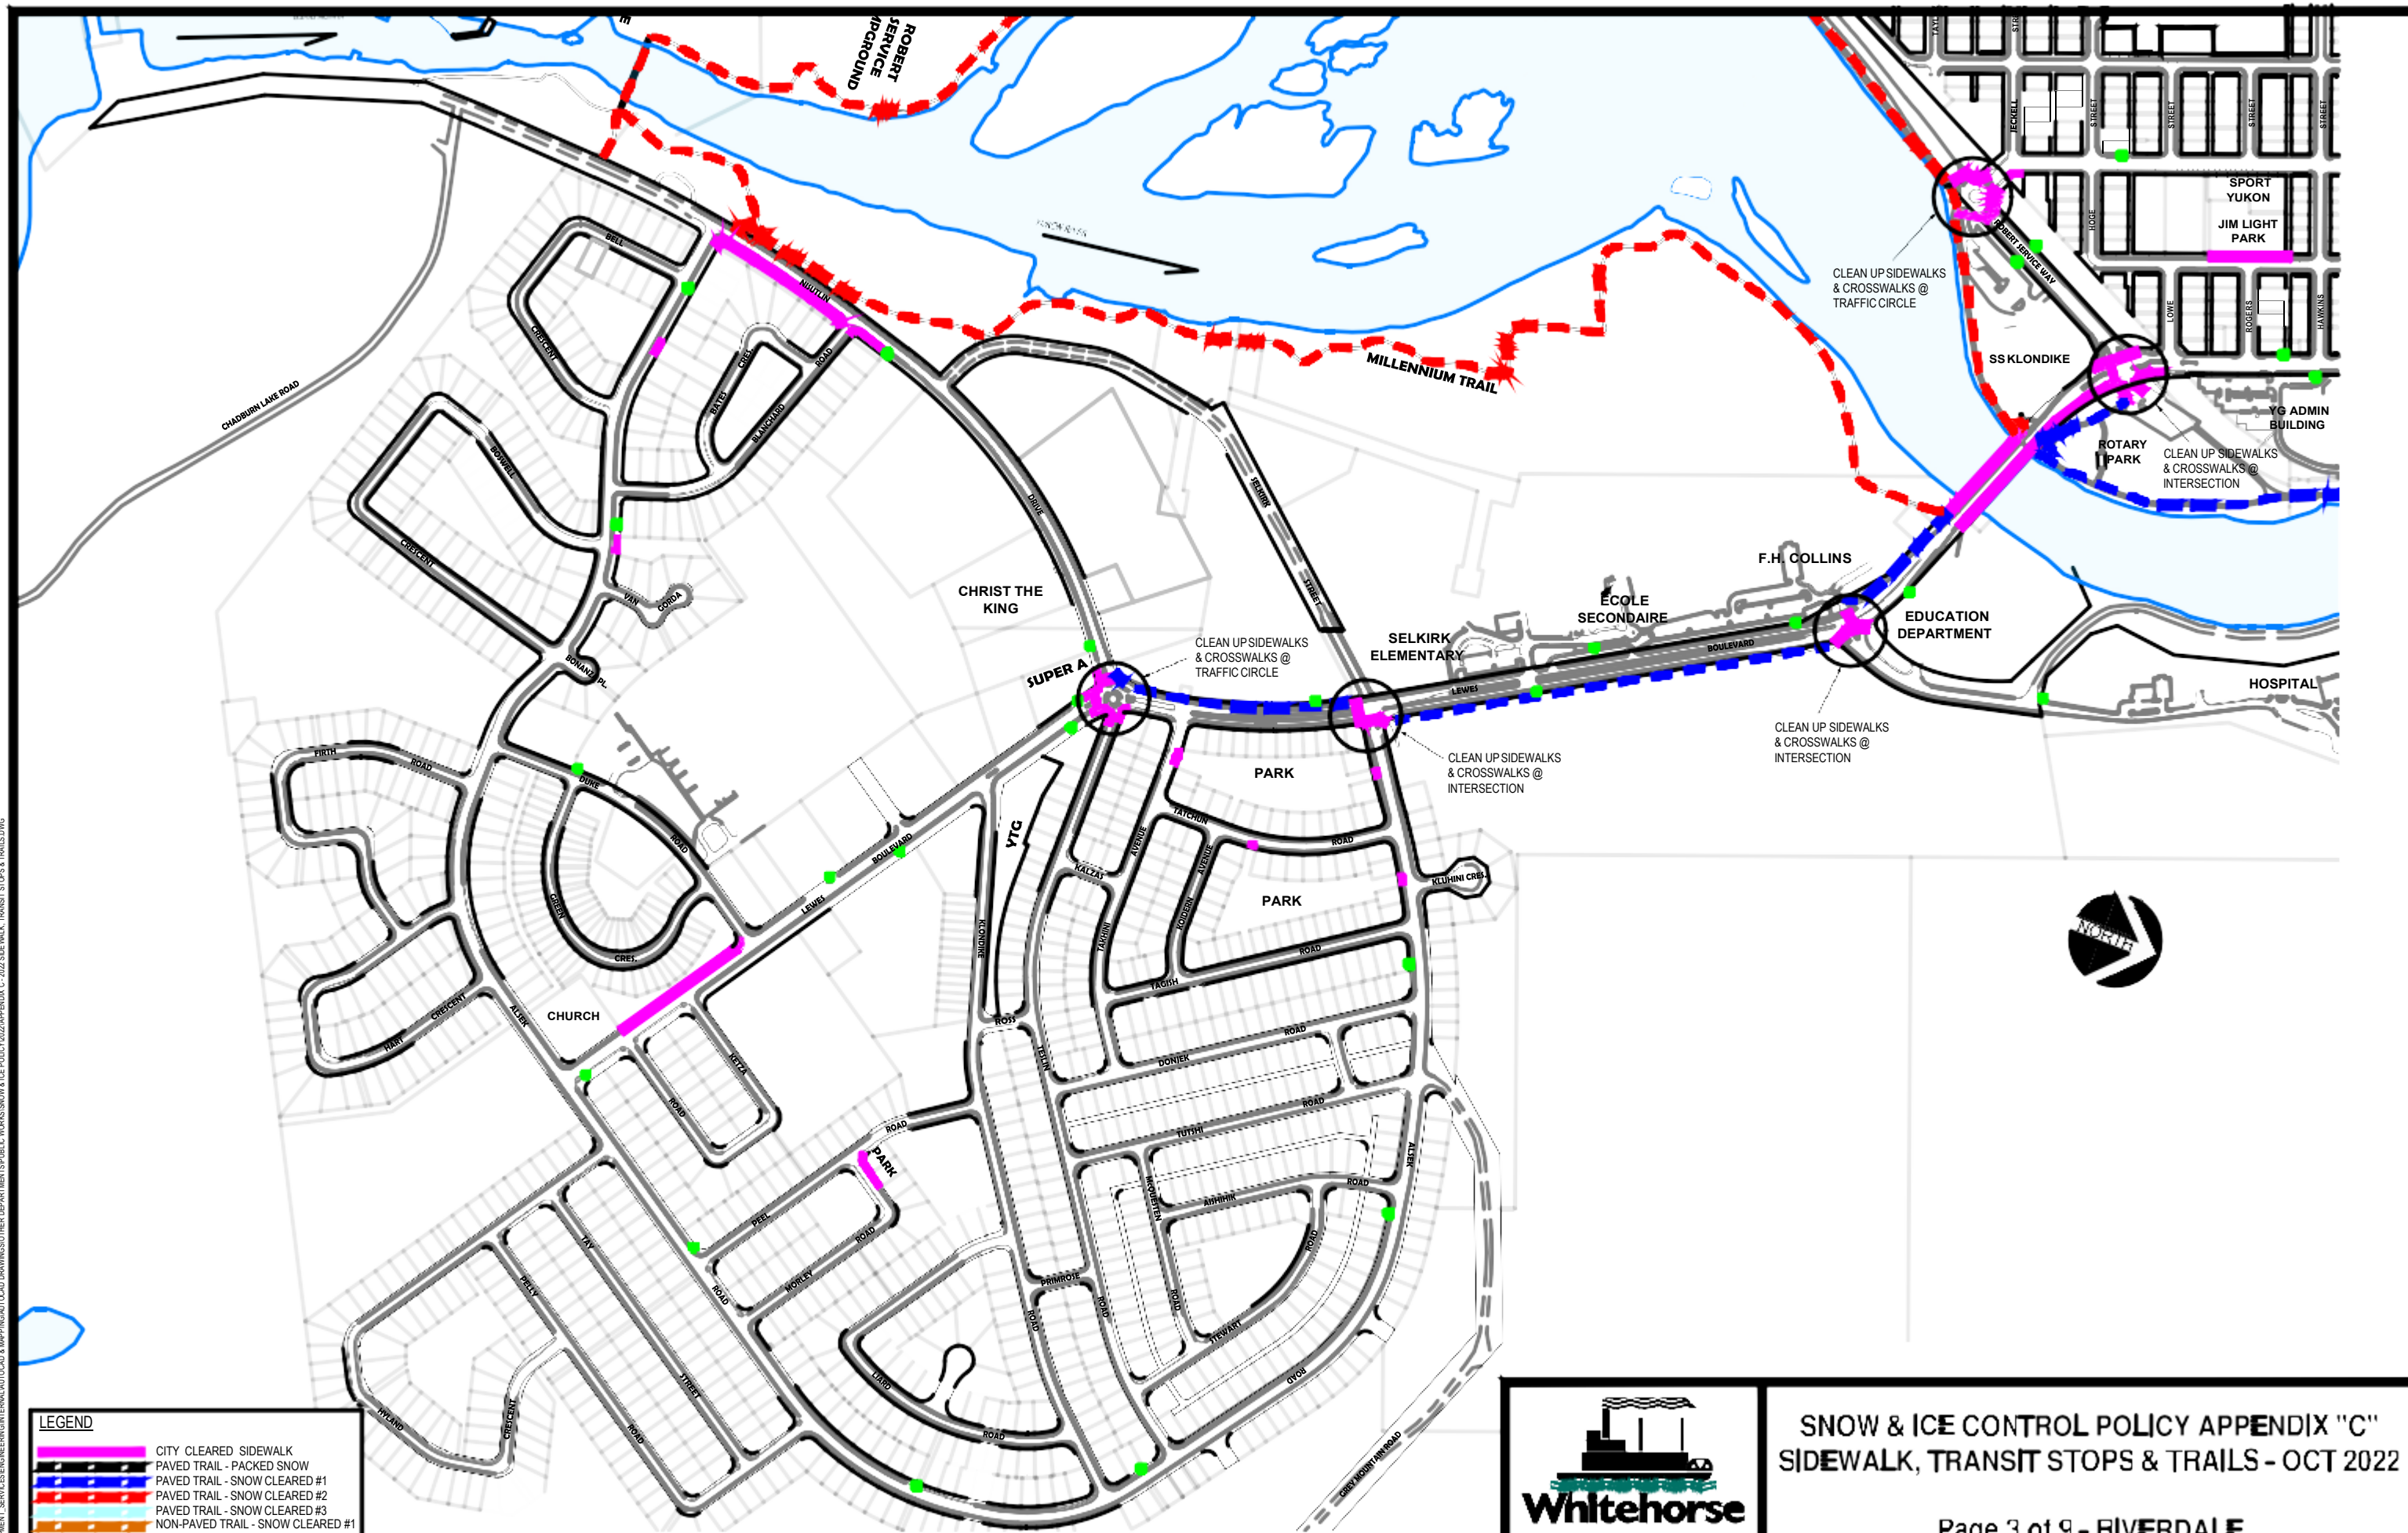 ROBERT
SERVICE
MPGROUND
TAYL
JECKELL
STREET
STREET
STREET
STREET
SPORT
YUKON
JIM LIGHT
PARK
HOGE
LOWE
ROGERS
HAWKINS
ROBERT SERVICE WAY
CLEAN UP SIDEWALKS
& CROSSWALKS @
TRAFFIC CIRCLE
SS KLONDIKE
YG ADMIN
BUILDING
ROTARY
PARK
CLEAN UP SIDEWALKS
& CROSSWALKS @
INTERSECTION
YUKON RIVER
MILLENNIUM TRAIL
BELL
CRESCENT
NISUTLIN
DRIVE
BATES
CRES.
BLANCHARD
ROAD
CHADBURN LAKE ROAD
BOSWELL
CRESCENT
VAN
GORDA
BONANZA PL.
SELKIRK
STREET
CHRIST THE
KING
SUPER A
CLEAN UP SIDEWALKS
& CROSSWALKS @
TRAFFIC CIRCLE
SELKIRK
ELEMENTARY
ECOLE
SECONDAIRE
F.H. COLLINS
EDUCATION
DEPARTMENT
HOSPITAL
LEWES
BOULEVARD
CLEAN UP SIDEWALKS
& CROSSWALKS @
INTERSECTION
CLEAN UP SIDEWALKS
& CROSSWALKS @
INTERSECTION
FIRTH
ROAD
DUKE
ROAD
GREEN
CRES.
LEWES
BOULEVARD
YTG
KLONDIKE
ROSS
TESLIN
KALZAS
TAKHINI
AVENUE
PARK
TATCHUN
ROAD
KOIDERN
AVENUE
PARK
KLUHINI CRES.
TAGISH
ROAD
DONJEK
ROAD
TUTSHI
ROAD
ALSEK
AISHIHIK
ROAD
MCQUESTEN
ROAD
STEWART
ROAD
ROAD
PRIMROSE
ROAD
ROAD
LIARD
ROAD
CHURCH
HART
CRESCENT
ALSEK
ROAD
KETZA
ROAD
ROAD
PARK
PEEL
MORLEY
ROAD
TAY
STREET
PELLY
ROAD
HYLAND
CRESCENT
GREY MOUNTAIN ROAD
NORTH
LEGEND
CITY CLEARED SIDEWALK
PAVED TRAIL - PACKED SNOW
PAVED TRAIL - SNOW CLEARED #1
PAVED TRAIL - SNOW CLEARED #2
PAVED TRAIL - SNOW CLEARED #3
NON-PAVED TRAIL - SNOW CLEARED #1
Whitehorse
SNOW & ICE CONTROL POLICY APPENDIX "C"
SIDEWALK, TRANSIT STOPS & TRAILS - OCT 2022
Page 3 of 9 - RIVERDALE